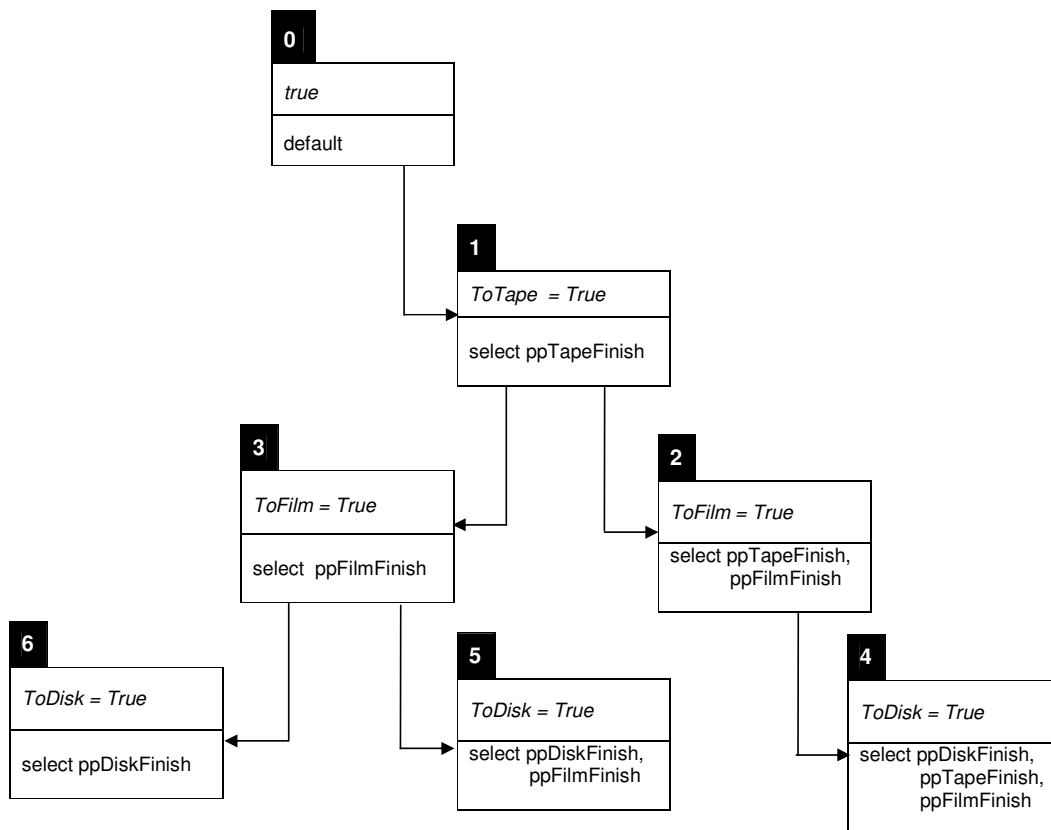 0
true
default
1
ToTape = True
select ppTapeFinish
3
ToFilm = True
select ppFilmFinish
2
ToFilm = True
select ppTapeFinish,
ppFilmFinish
6
ToDisk = True
select ppDiskFinish
5
ToDisk = True
select ppDiskFinish,
ppFilmFinish
4
ToDisk = True
select ppDiskFinish,
ppTapeFinish,
ppFilmFinish